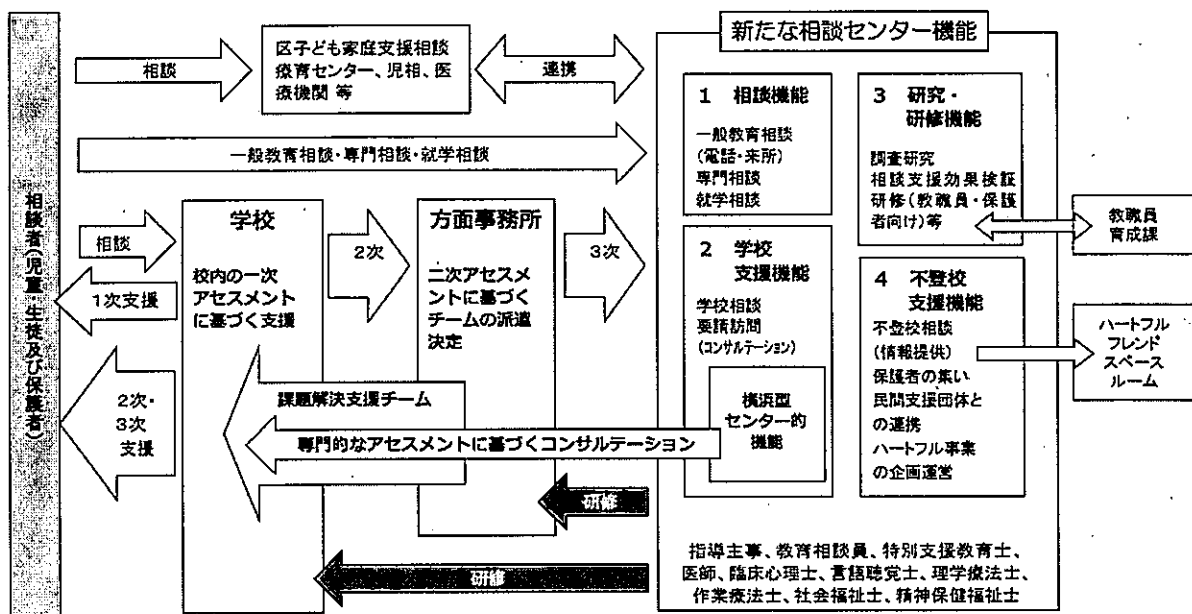 新たな相談センター機能
区子ども家庭支援相談
療育センター、児相、医
療機関 等
相談
連携
一般教育相談・専門相談・就学相談
相談者(児童・生徒及び保護者)
相談
1次支援
2次・
3次
支援
学校
校内の一次
アセスメント
に基づく支援
2次
方面事務所
二次アセスメ
ントに基づく
チームの派遣
決定
3次
課題解決支援チーム
専門的なアセスメントに基づくコンサルテーション
研修
研修
1 相談機能
一般教育相談
(電話・来所)
専門相談
就学相談
2 学校
支援機能
学校相談
要請訪問
(コンサルテーション)
横浜型
センター的
機能
3 研究・
研修機能
調査研究
相談支援効果検証
研修(教職員・保護
者向け)等
4 不登校
支援機能
不登校相談
(情報提供)
保護者の集い
民間支援団体と
の連携
ハートフル事業
の企画運営
教職員
育成課
ハートフル
フレンド
スペース
ルーム
指導主事、教育相談員、特別支援教育士、
医師、臨床心理士、言語聴覚士、理学療法士、
作業療法士、社会福祉士、精神保健福祉士